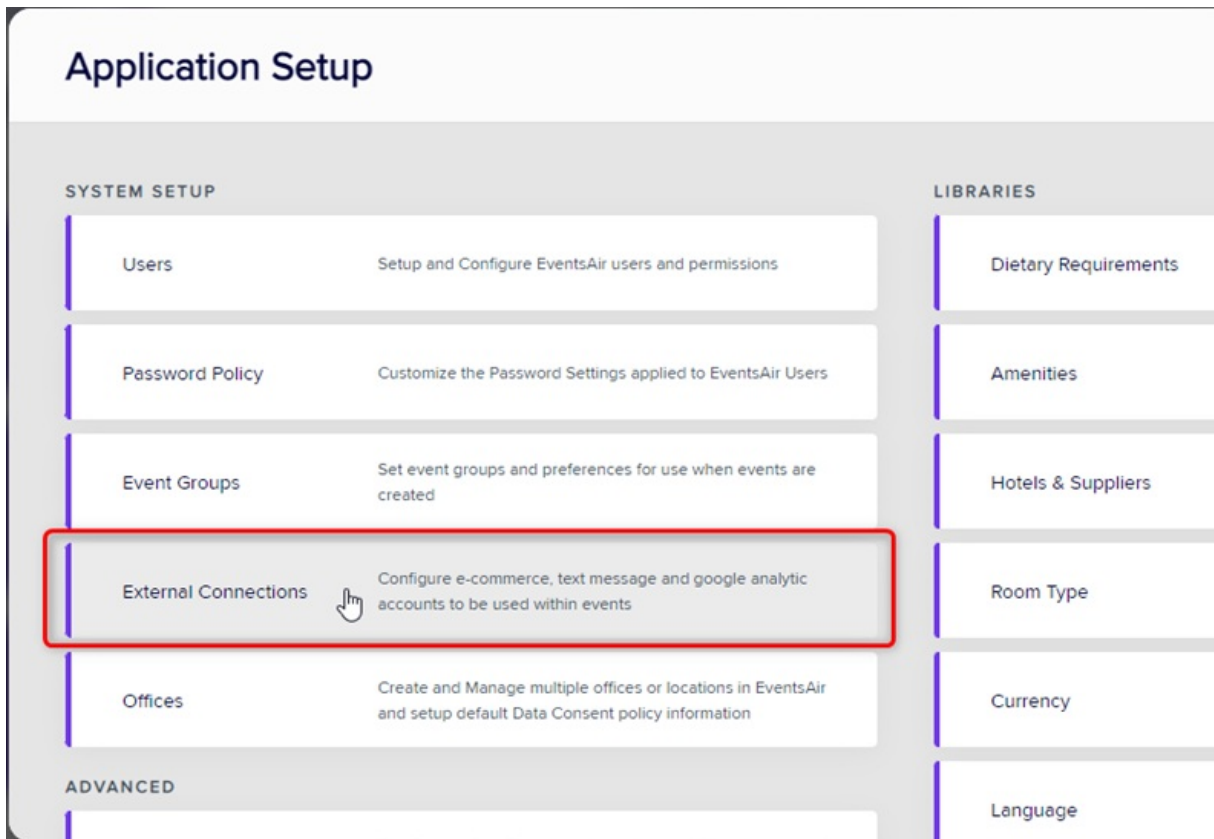 Application Setup
SYSTEM SETUP
Users
Setup and Configure EventsAir users and permissions
Password Policy
Customize the Password Settings applied to EventsAir Users
Event Groups
Set event groups and preferences for use when events are
created
External Connections
Configure e-commerce, text message and google analytic
accounts to be used within events
Offices
Create and Manage multiple offices or locations in EventsAir
and setup default Data Consent policy information
ADVANCED
LIBRARIES
Dietary Requirements
Amenities
Hotels & Suppliers
Room Type
Currency
Language